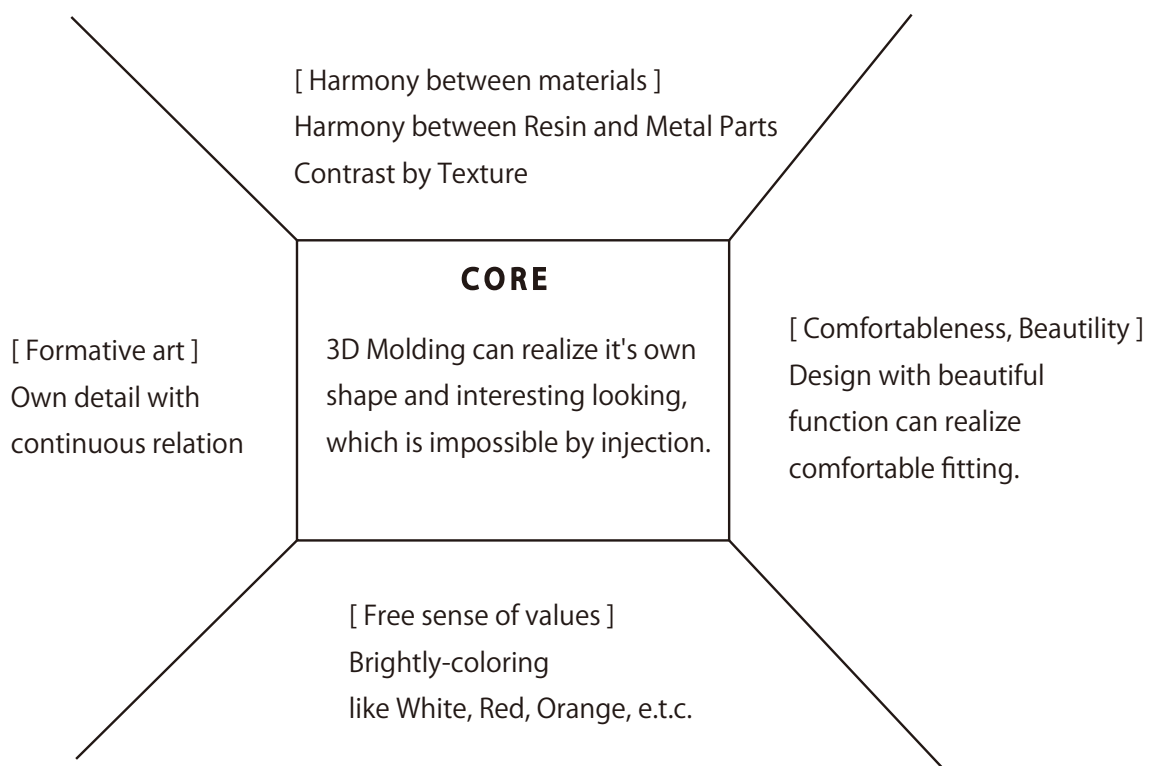 [ Harmony between materials ]
Harmony between Resin and Metal Parts
Contrast by Texture
[ Formative art ]
Own detail with
continuous relation
CORE
3D Molding can realize it's own
shape and interesting looking,
which is impossible by injection.
[ Comfortableness, Beautility ]
Design with beautiful
function can realize
comfortable fitting.
[ Free sense of values ]
Brightly-coloring
like White, Red, Orange, e.t.c.